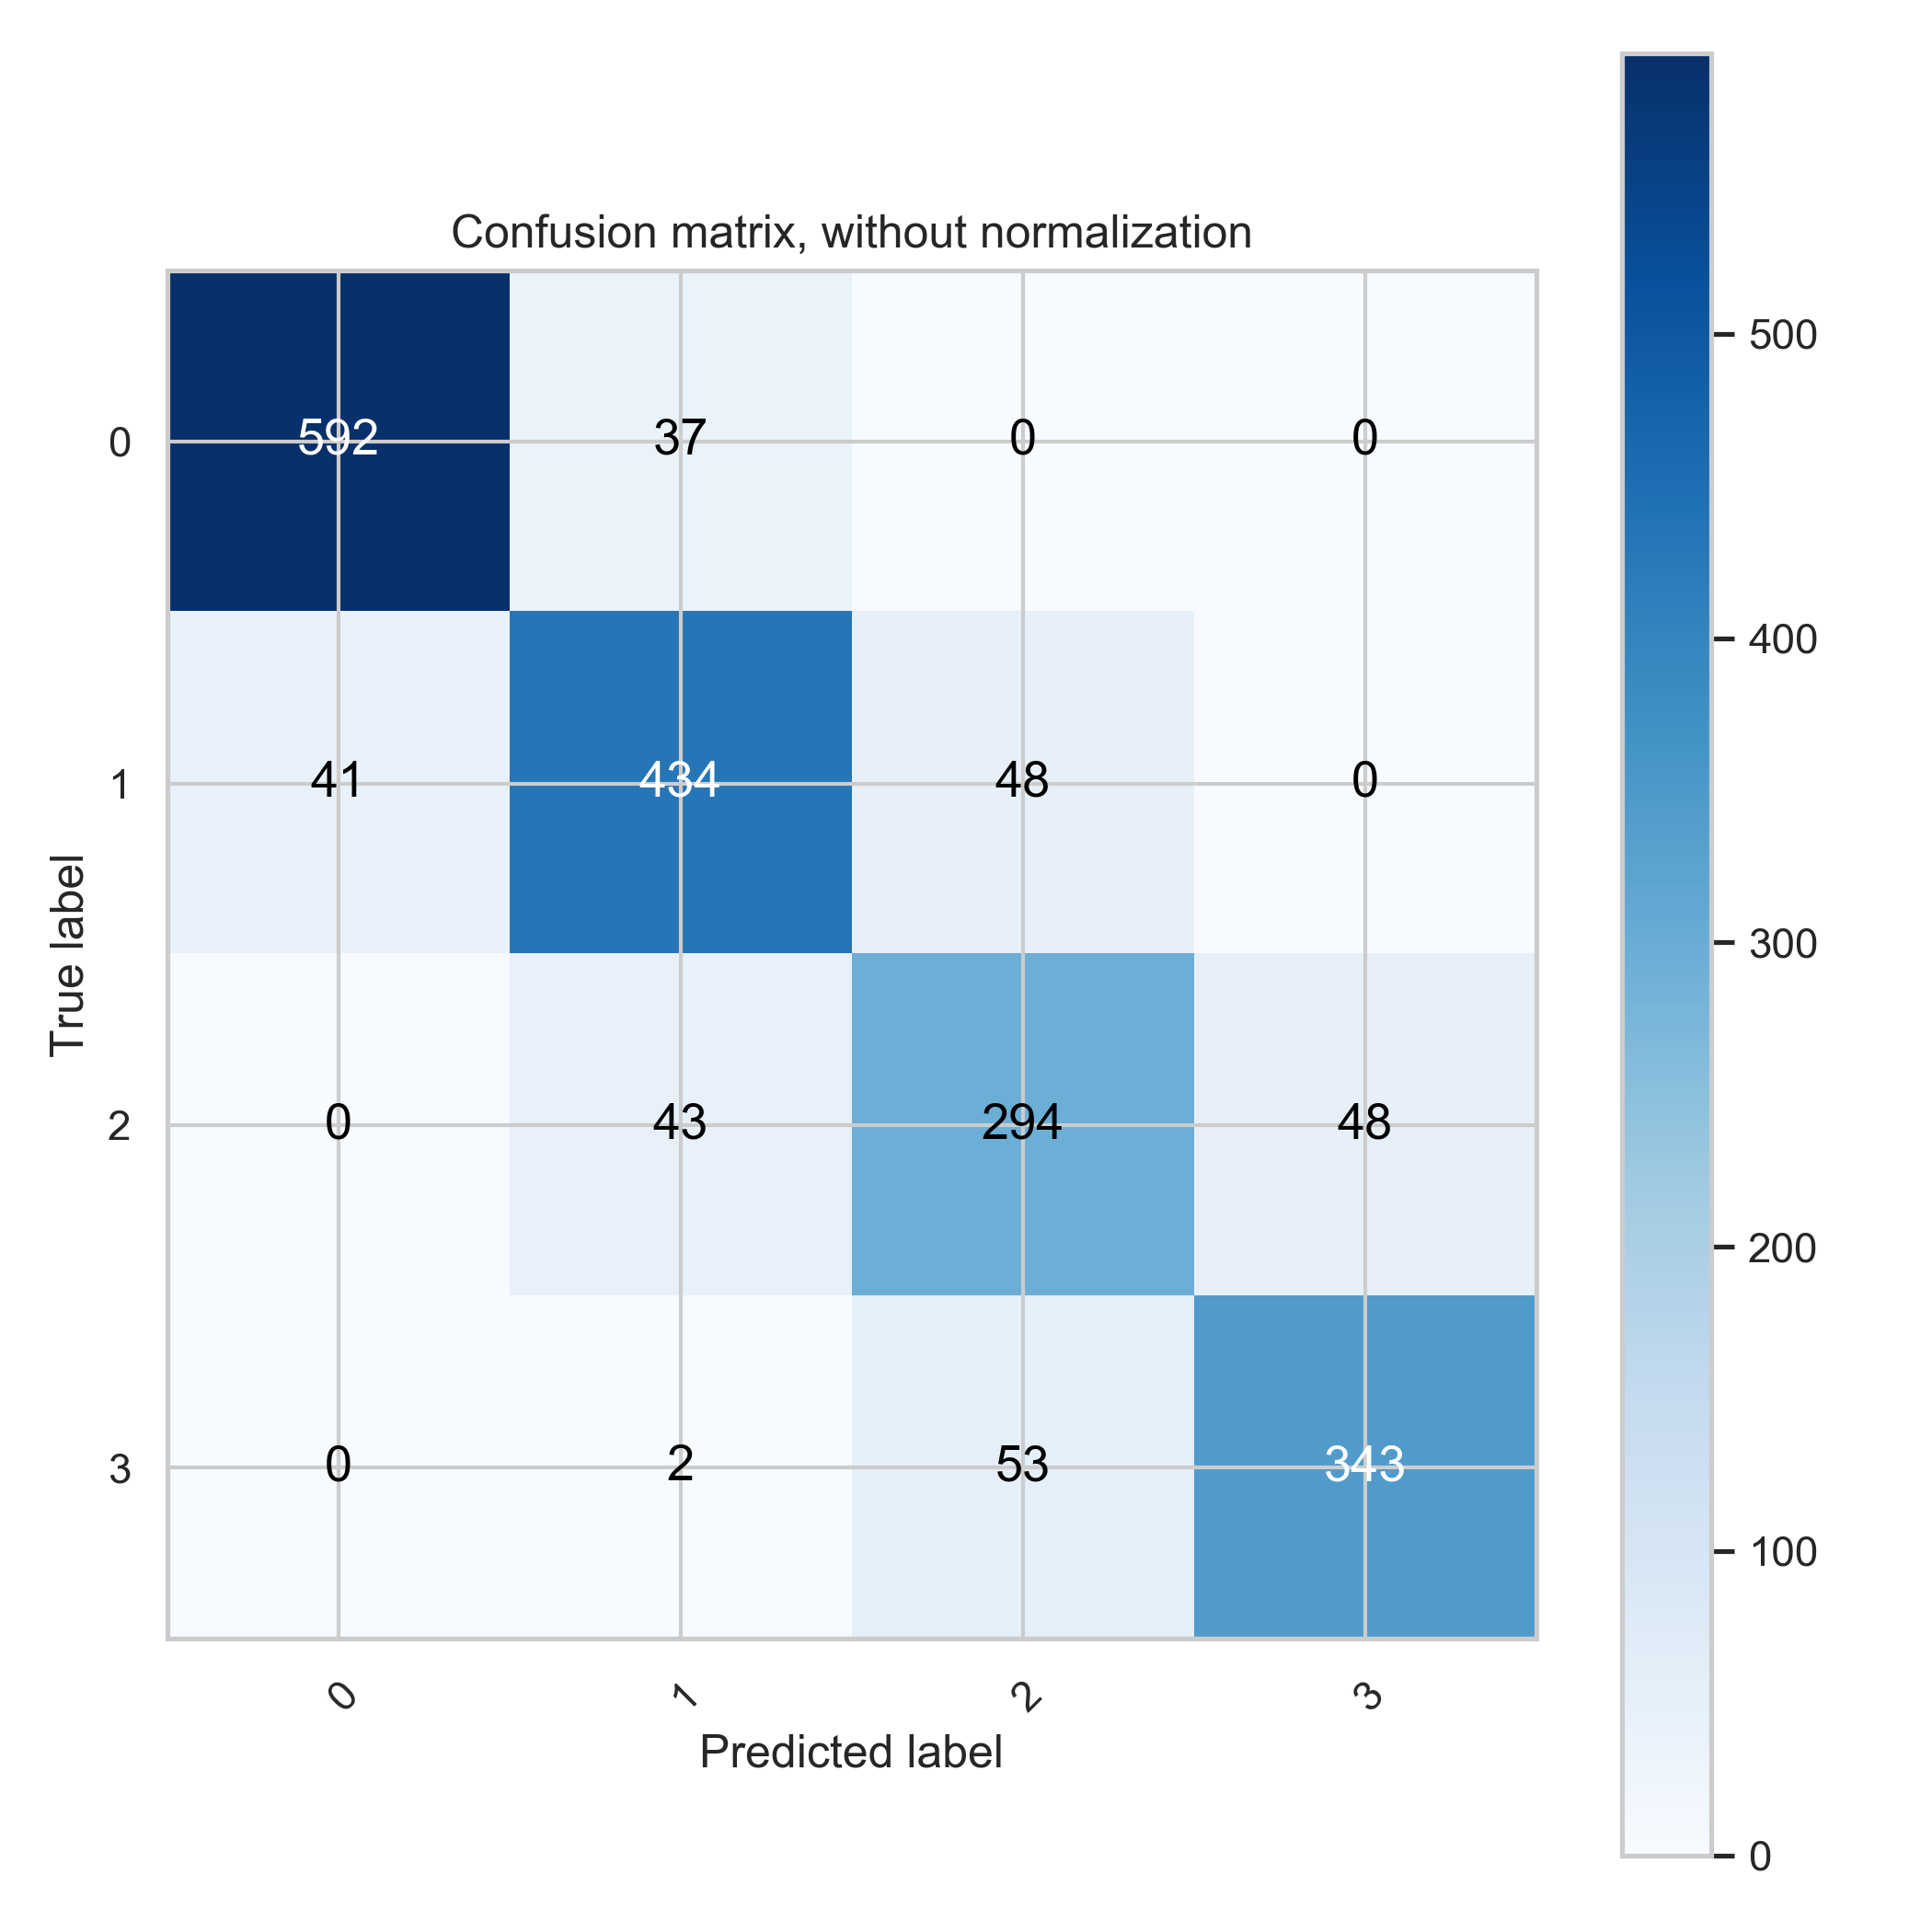 Confusion matrix, without normalization
0 592 37 0 0
1 41 434 48 0
2 0 43 294 48
3 0 2 53 343
0 1 2 3
True label
Predicted label
500
400
300
200
100
0